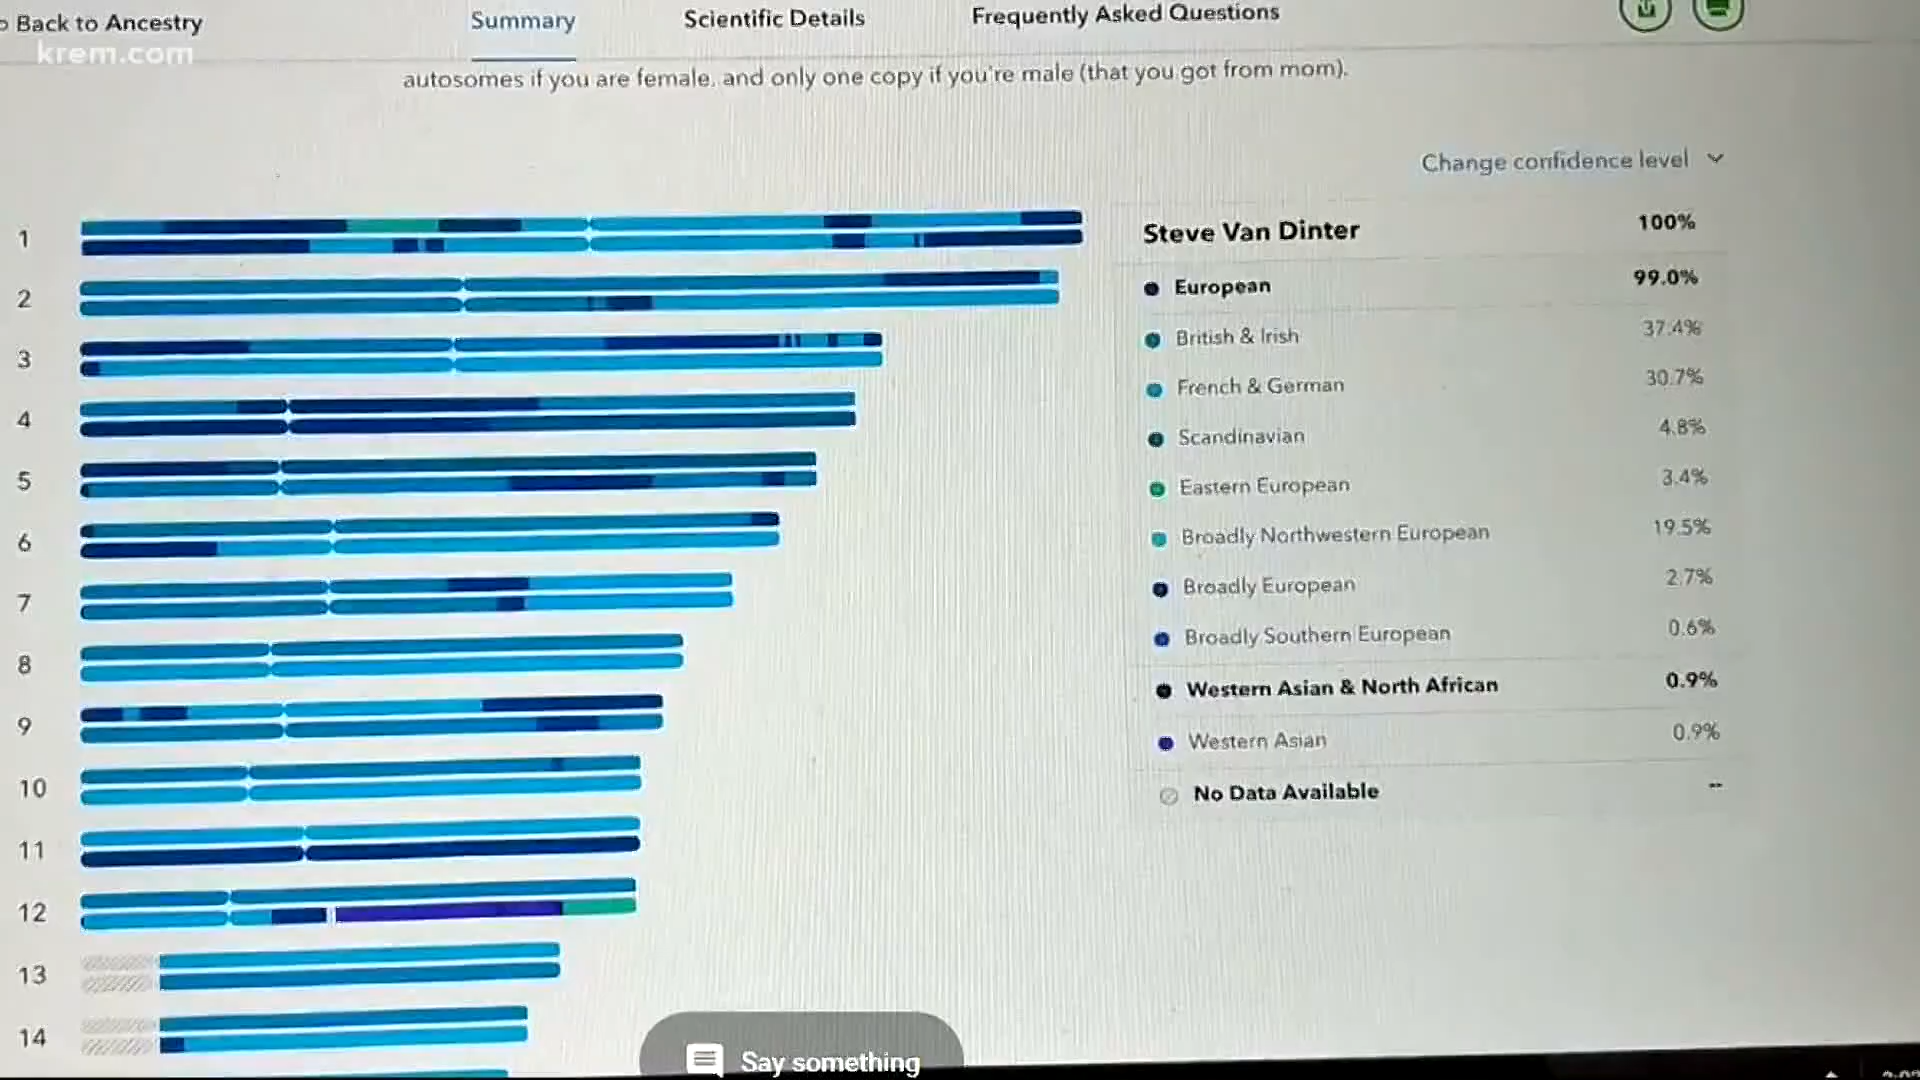 Back to Ancestry
Summary
Scientific Details
Frequently Asked Questions
krem.com
autosomes if you are female, and only one copy if you're male (that you got from mom).
Change confidence level
Steve Van Dinter 100%
European 99.0%
British & Irish 37.4%
French & German 30.7%
Scandinavian 4.8%
Eastern European 3.4%
Broadly Northwestern European 19.5%
Broadly European 2.7%
Broadly Southern European 0.6%
Western Asian & North African 0.9%
Western Asian 0.9%
No Data Available --
1
2
3
4
5
6
7
8
9
10
11
12
13
14
Say something